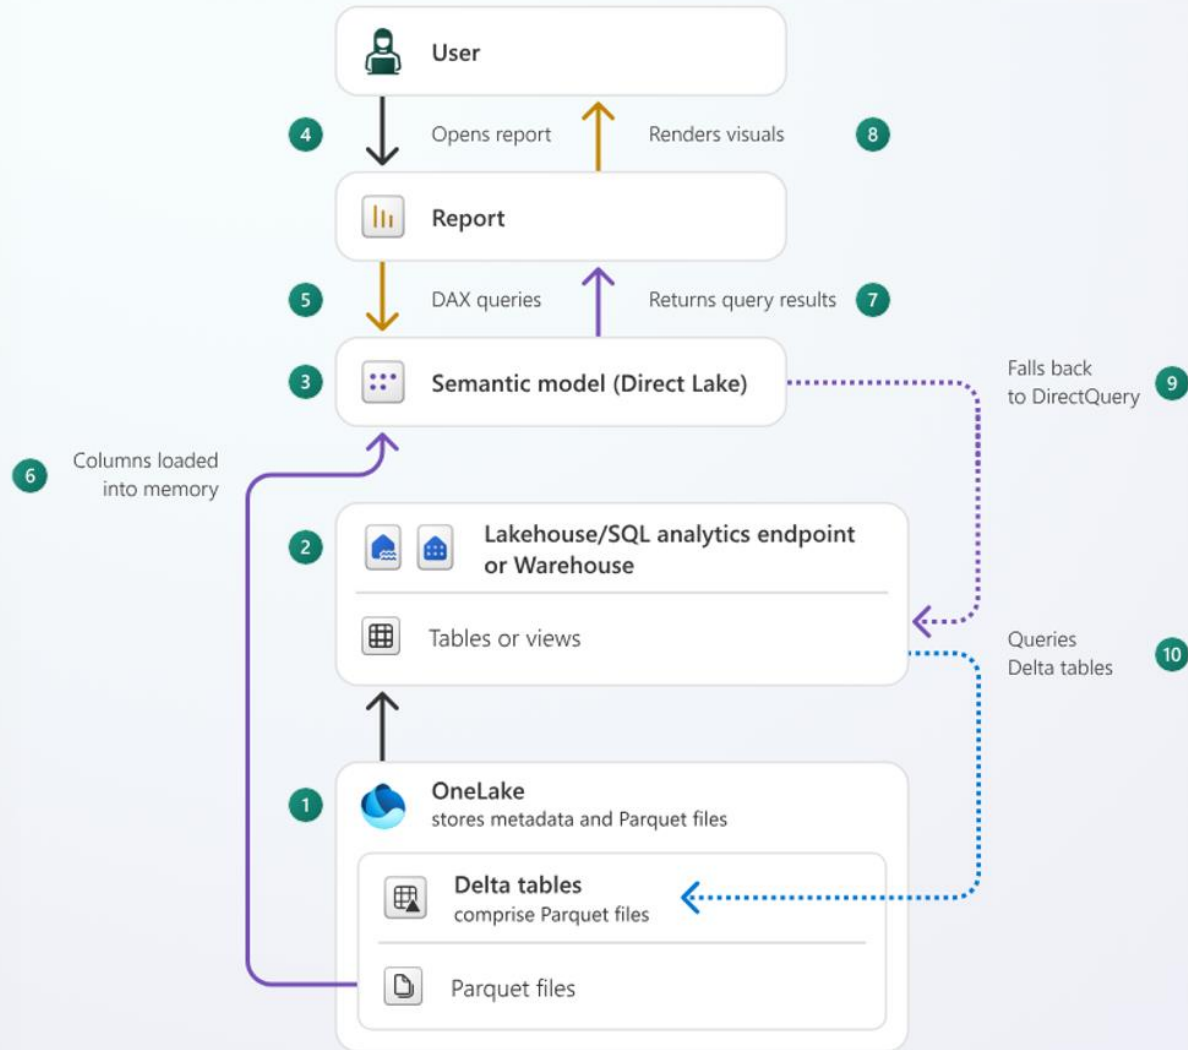 User
4
Opens report
Renders visuals
8
Report
5
DAX queries
Returns query results
7
3
Semantic model (Direct Lake)
Falls back
to DirectQuery
9
6
Columns loaded
into memory
2
Lakehouse/SQL analytics endpoint
or Warehouse
Tables or views
Queries
Delta tables
10
1
OneLake
stores metadata and Parquet files
Delta tables
comprise Parquet files
Parquet files